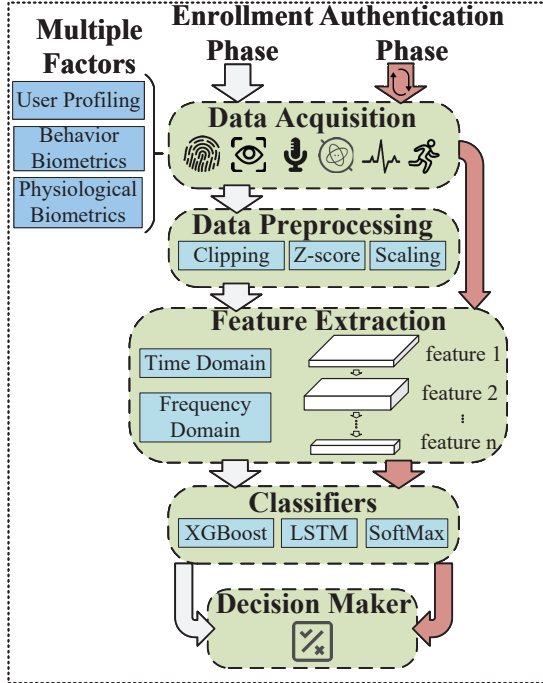 Multiple
Factors
Enrollment Authentication
Phase
Phase
User Profiling
Behavior
Biometrics
Physiological
Biometrics
Data Acquisition
Data Preprocessing
Clipping
Z-score
Scaling
Feature Extraction
Time Domain
Frequency
Domain
feature 1
feature 2
feature n
Classifiers
XGBoost
LSTM
SoftMax
Decision Maker